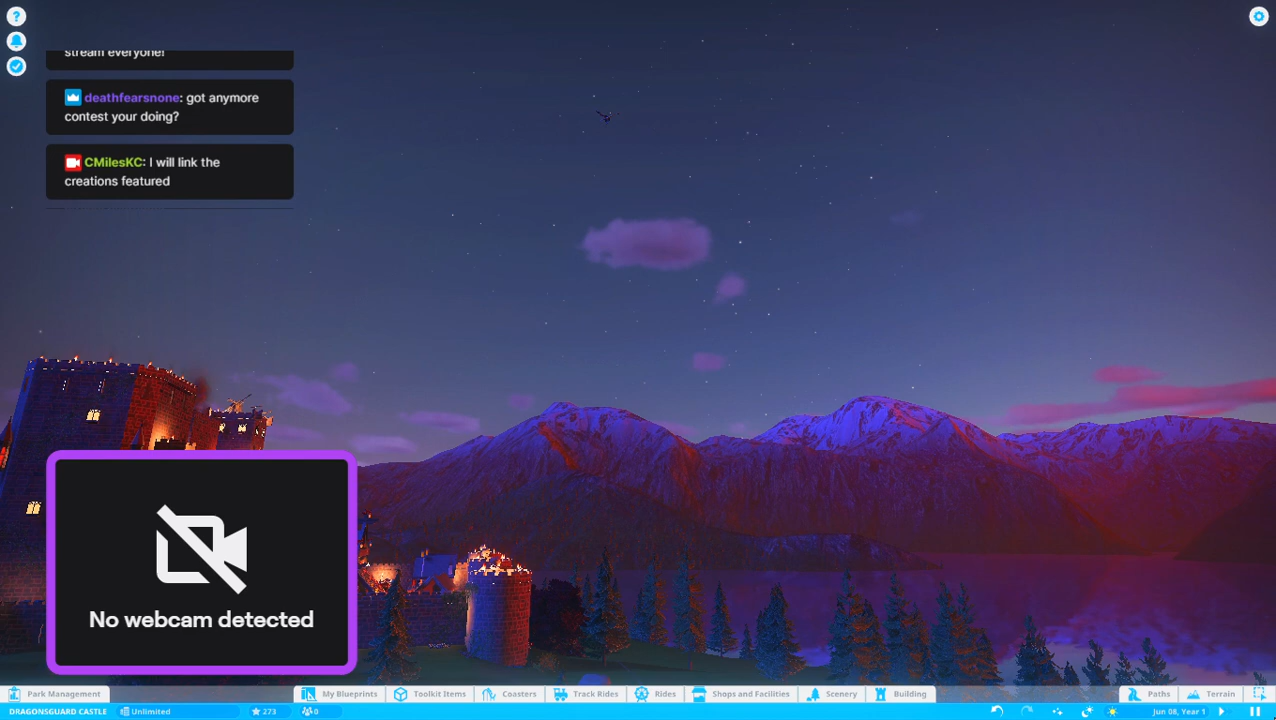 stream everyone!
deathfearsnone: got anymore
contest your doing?
CMilesKC: I will link the
creations featured
No webcam detected
Park Management
My Blueprints
Toolkit Items
Coasters
Track Rides
Rides
Shops and Facilities
Scenery
Building
Paths
Terrain
DRAGONSGUARD CASTLE
Unlimited
273
0
Jun 08, Year 1